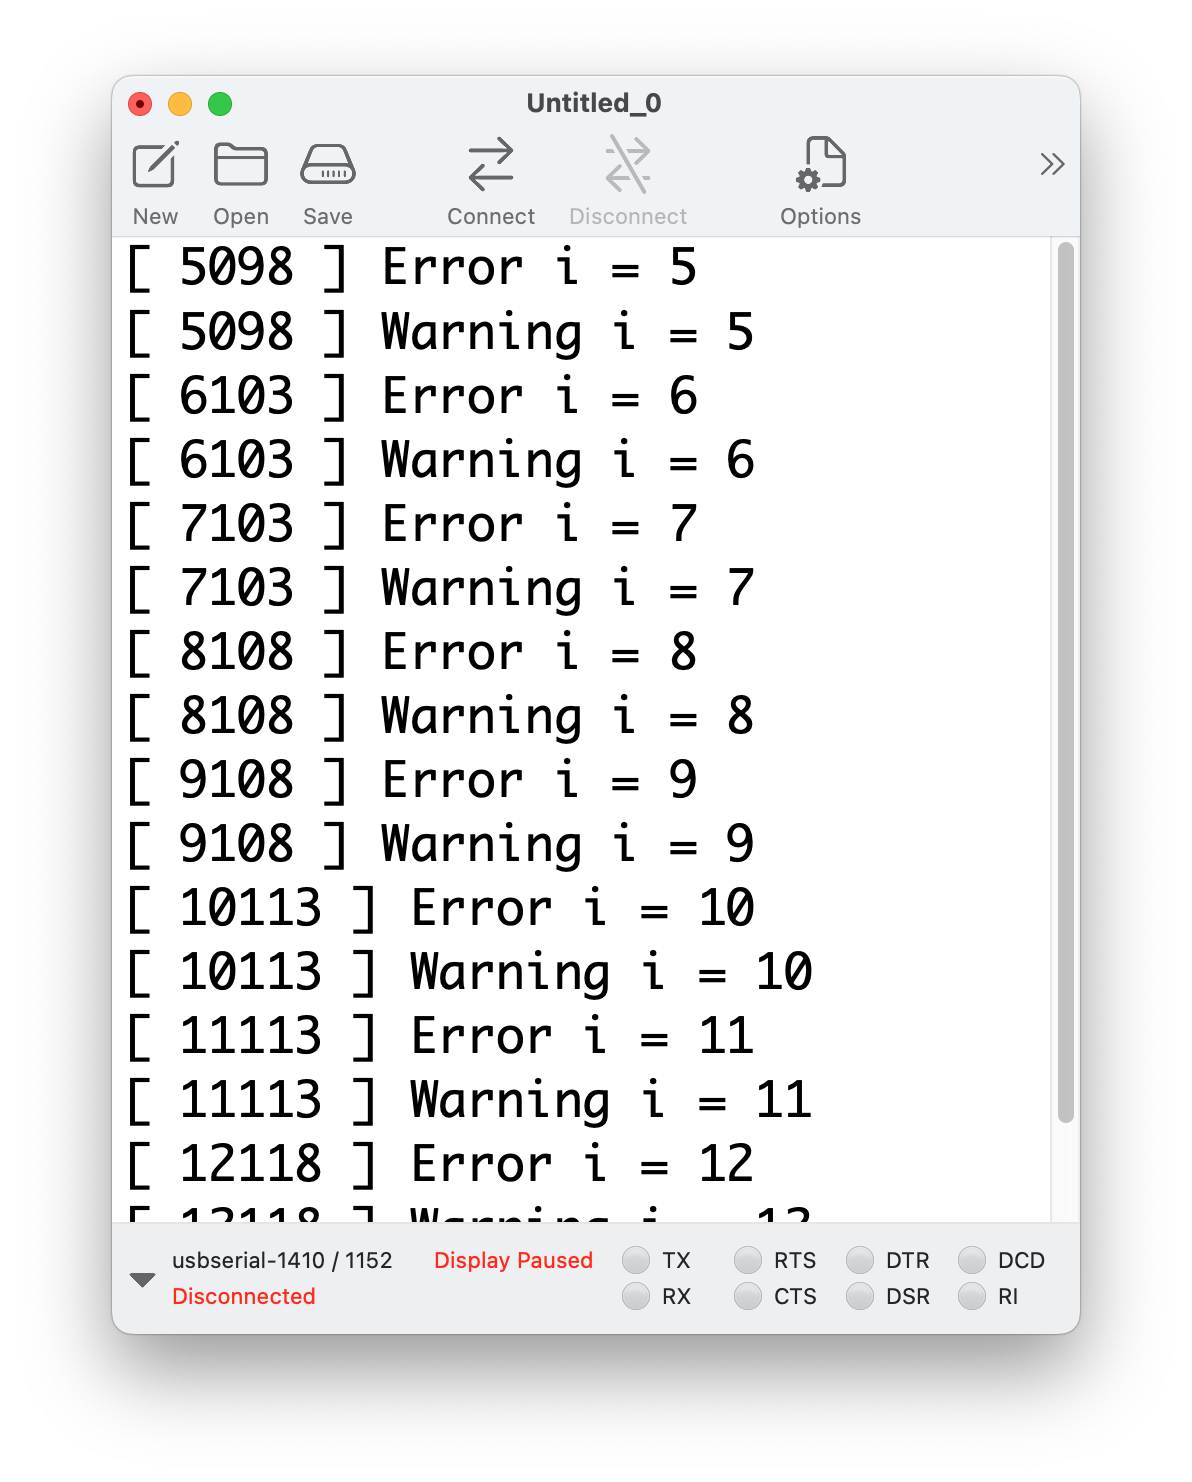 Untitled_0
New Open Save Connect Disconnect Options
[ 5098 ] Error i = 5
[ 5098 ] Warning i = 5
[ 6103 ] Error i = 6
[ 6103 ] Warning i = 6
[ 7103 ] Error i = 7
[ 7103 ] Warning i = 7
[ 8108 ] Error i = 8
[ 8108 ] Warning i = 8
[ 9108 ] Error i = 9
[ 9108 ] Warning i = 9
[ 10113 ] Error i = 10
[ 10113 ] Warning i = 10
[ 11113 ] Error i = 11
[ 11113 ] Warning i = 11
[ 12118 ] Error i = 12
[ 12118 ] Warning i = 12
usbserial-1410 / 1152 Display Paused TX RTS DTR DCD
Disconnected RX CTS DSR RI